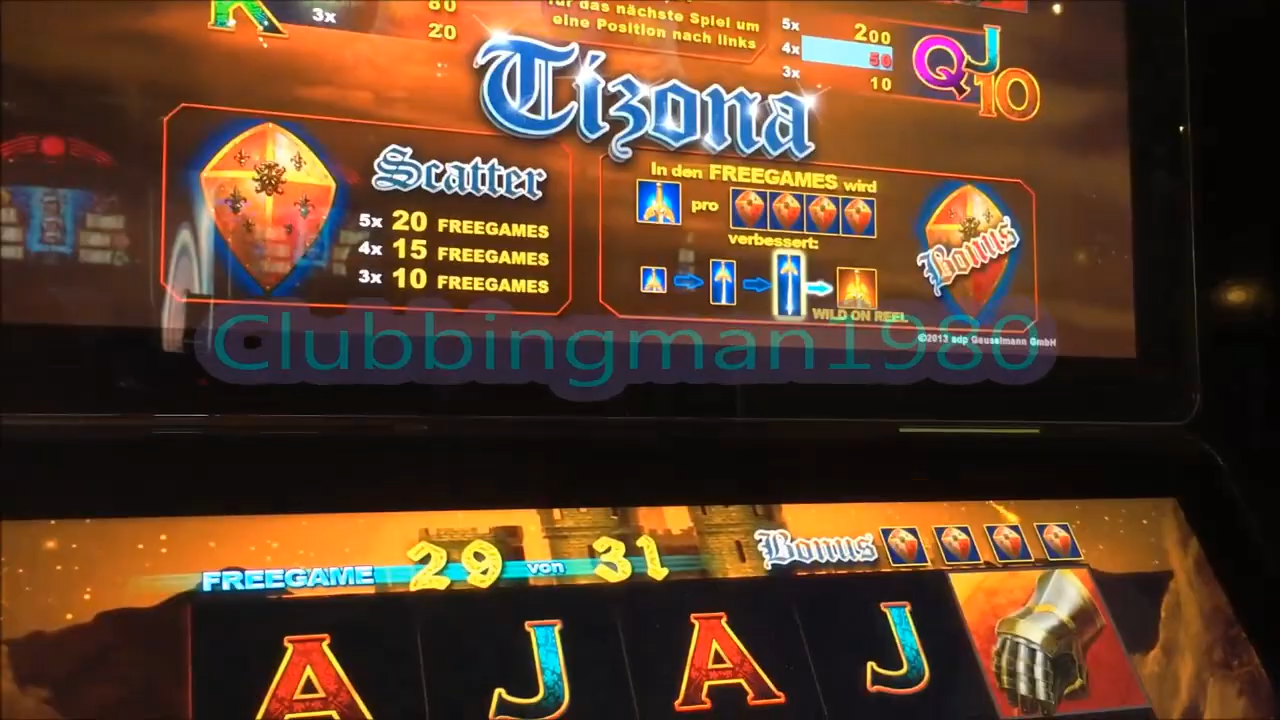 K 3x 80
20
für das nächste Spiel um
eine Position nach links
5x 200
4x 50
3x 10
Q J 10
Tizona
Scatter
5x 20 FREEGAMES
4x 15 FREEGAMES
3x 10 FREEGAMES
In den FREEGAMES wird
pro
verbessert:
WILD ON REEL
Bonus
©2013 adp Gauselmann GmbH
Clubbingman1980
FREEGAME 29 von 31 Bonus
A J A J